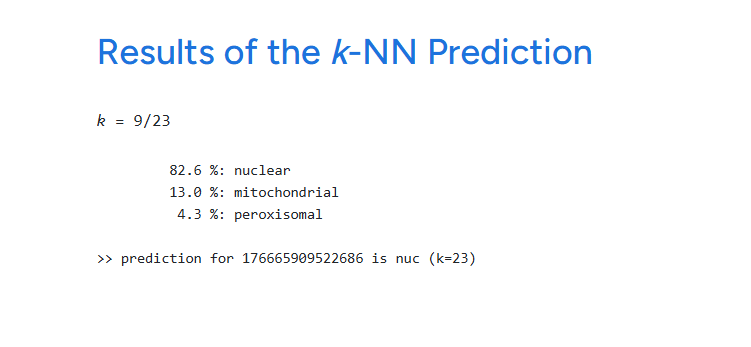 Results of the k-NN Prediction
k = 9/23
82.6 %: nuclear
13.0 %: mitochondrial
4.3 %: peroxisomal
>> prediction for 176665909522686 is nuc (k=23)